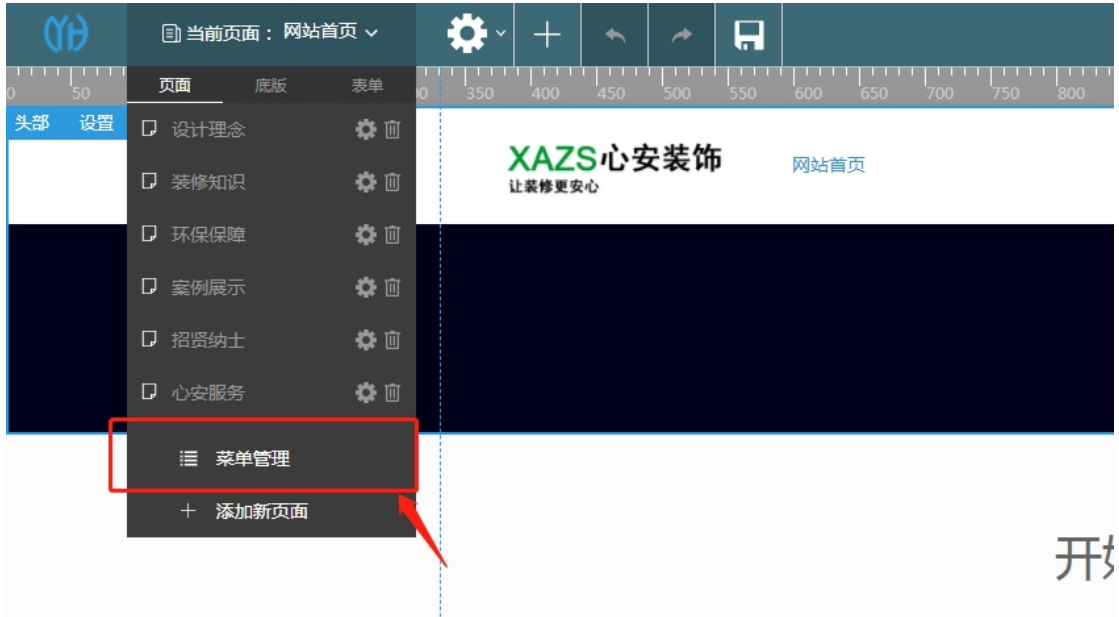 当前页面： 网站首页
页面 底版 表单
0 50 00 350 400 450 500 550 600 650 700 750 800
头部 设置
设计理念
装修知识
环保保障
案例展示
招贤纳士
心安服务
菜单管理
添加新页面
XAZS心安装饰
让装修更安心
网站首页
开